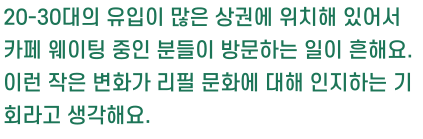 20-30대의 유입이 많은 상권에 위치해 있어서
카페 웨이팅 중인 분들이 방문하는 일이 흔해요.
이런 작은 변화가 리필 문화에 대해 인지하는 기
회라고 생각해요.